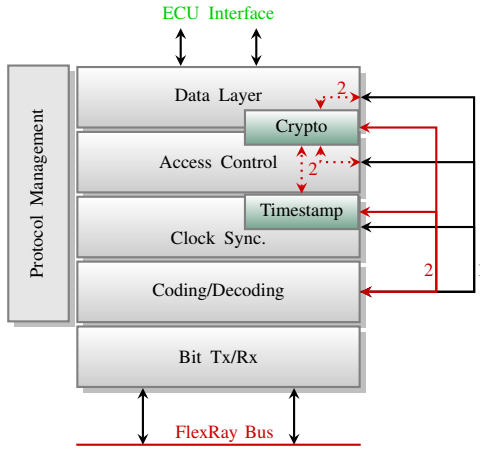 ECU Interface
Protocol Management
Data Layer
2
Crypto
Access Control
2
Timestamp
Clock Sync.
2
Coding/Decoding
Bit Tx/Rx
FlexRay Bus